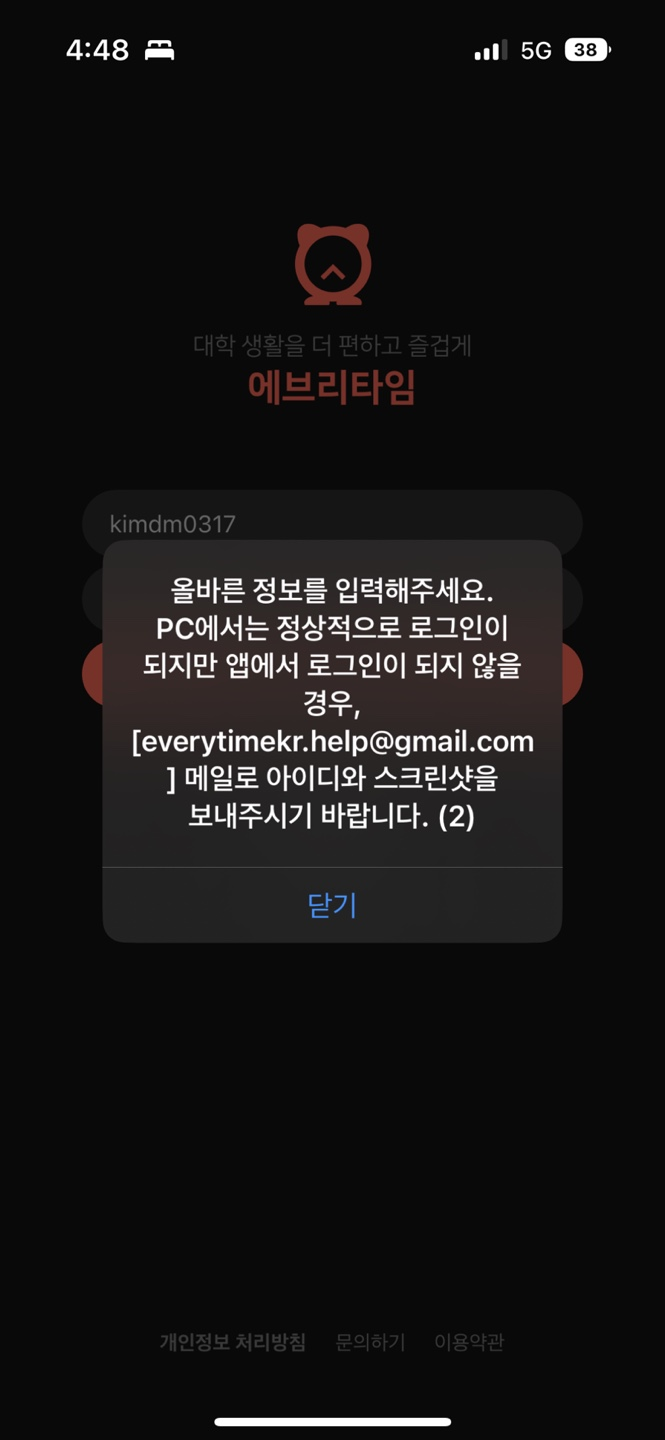 4:48
5G 38
대학 생활을 더 편하고 즐겁게
에브리타임
kimdm0317
올바른 정보를 입력해주세요.
PC에서는 정상적으로 로그인이
되지만 앱에서 로그인이 되지 않을
경우,
[everytimekr.help@gmail.com
] 메일로 아이디와 스크린샷을
보내주시기 바랍니다. (2)
닫기
개인정보 처리방침 문의하기 이용약관